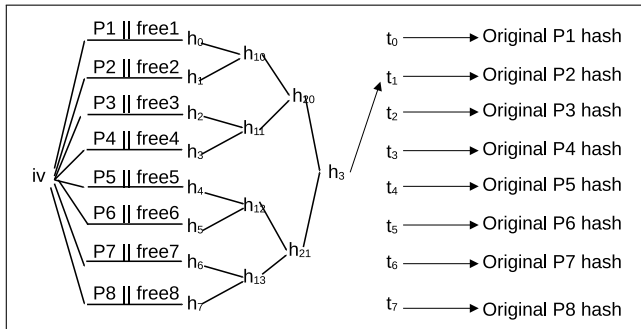 P1 || free1 h0 t0 Original P1 hash
h10
P2 || free2 h1 t1 Original P2 hash
h20
P3 || free3 h2 t2 Original P3 hash
h11
P4 || free4 h3 t3 Original P4 hash
iv h3
P5 || free5 h4 t4 Original P5 hash
h12
P6 || free6 h5 t5 Original P6 hash
h21
P7 || free7 h6 t6 Original P7 hash
h13
P8 || free8 h7 t7 Original P8 hash